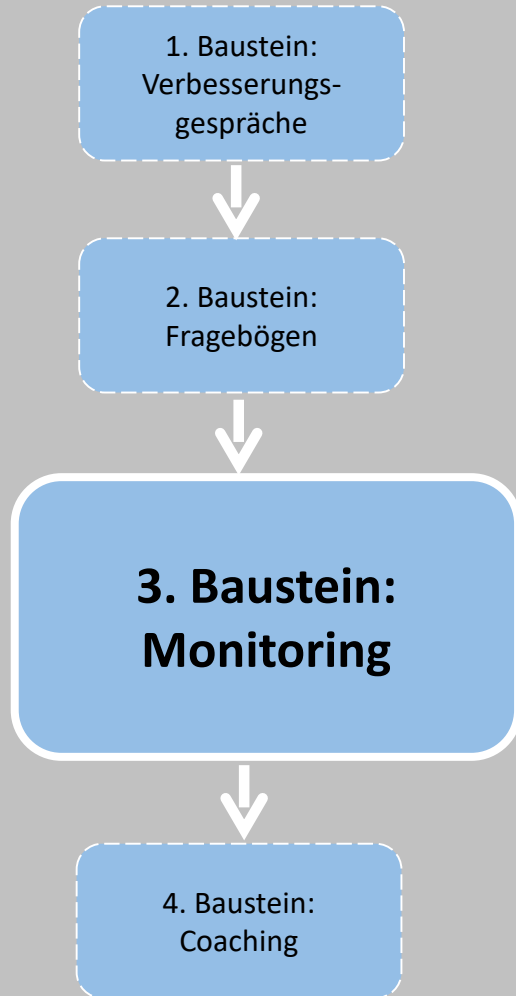 1. Baustein:
Verbesserungs-
gespräche
2. Baustein:
Fragebögen
3. Baustein:
Monitoring
4. Baustein:
Coaching